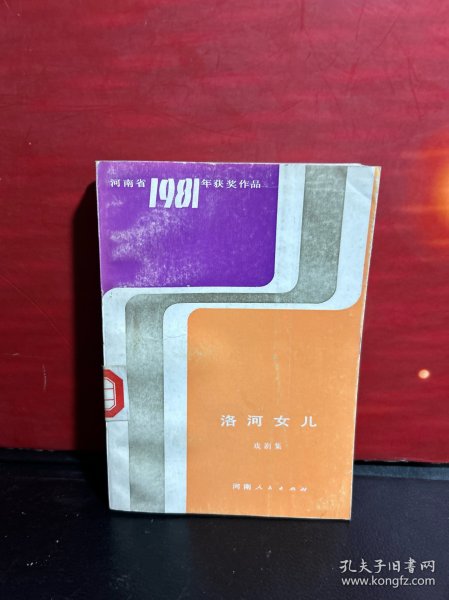 河南省1981年获奖作品
洛河女儿
戏剧集
河南人民出版社
孔夫子旧书网
www.kongfz.com